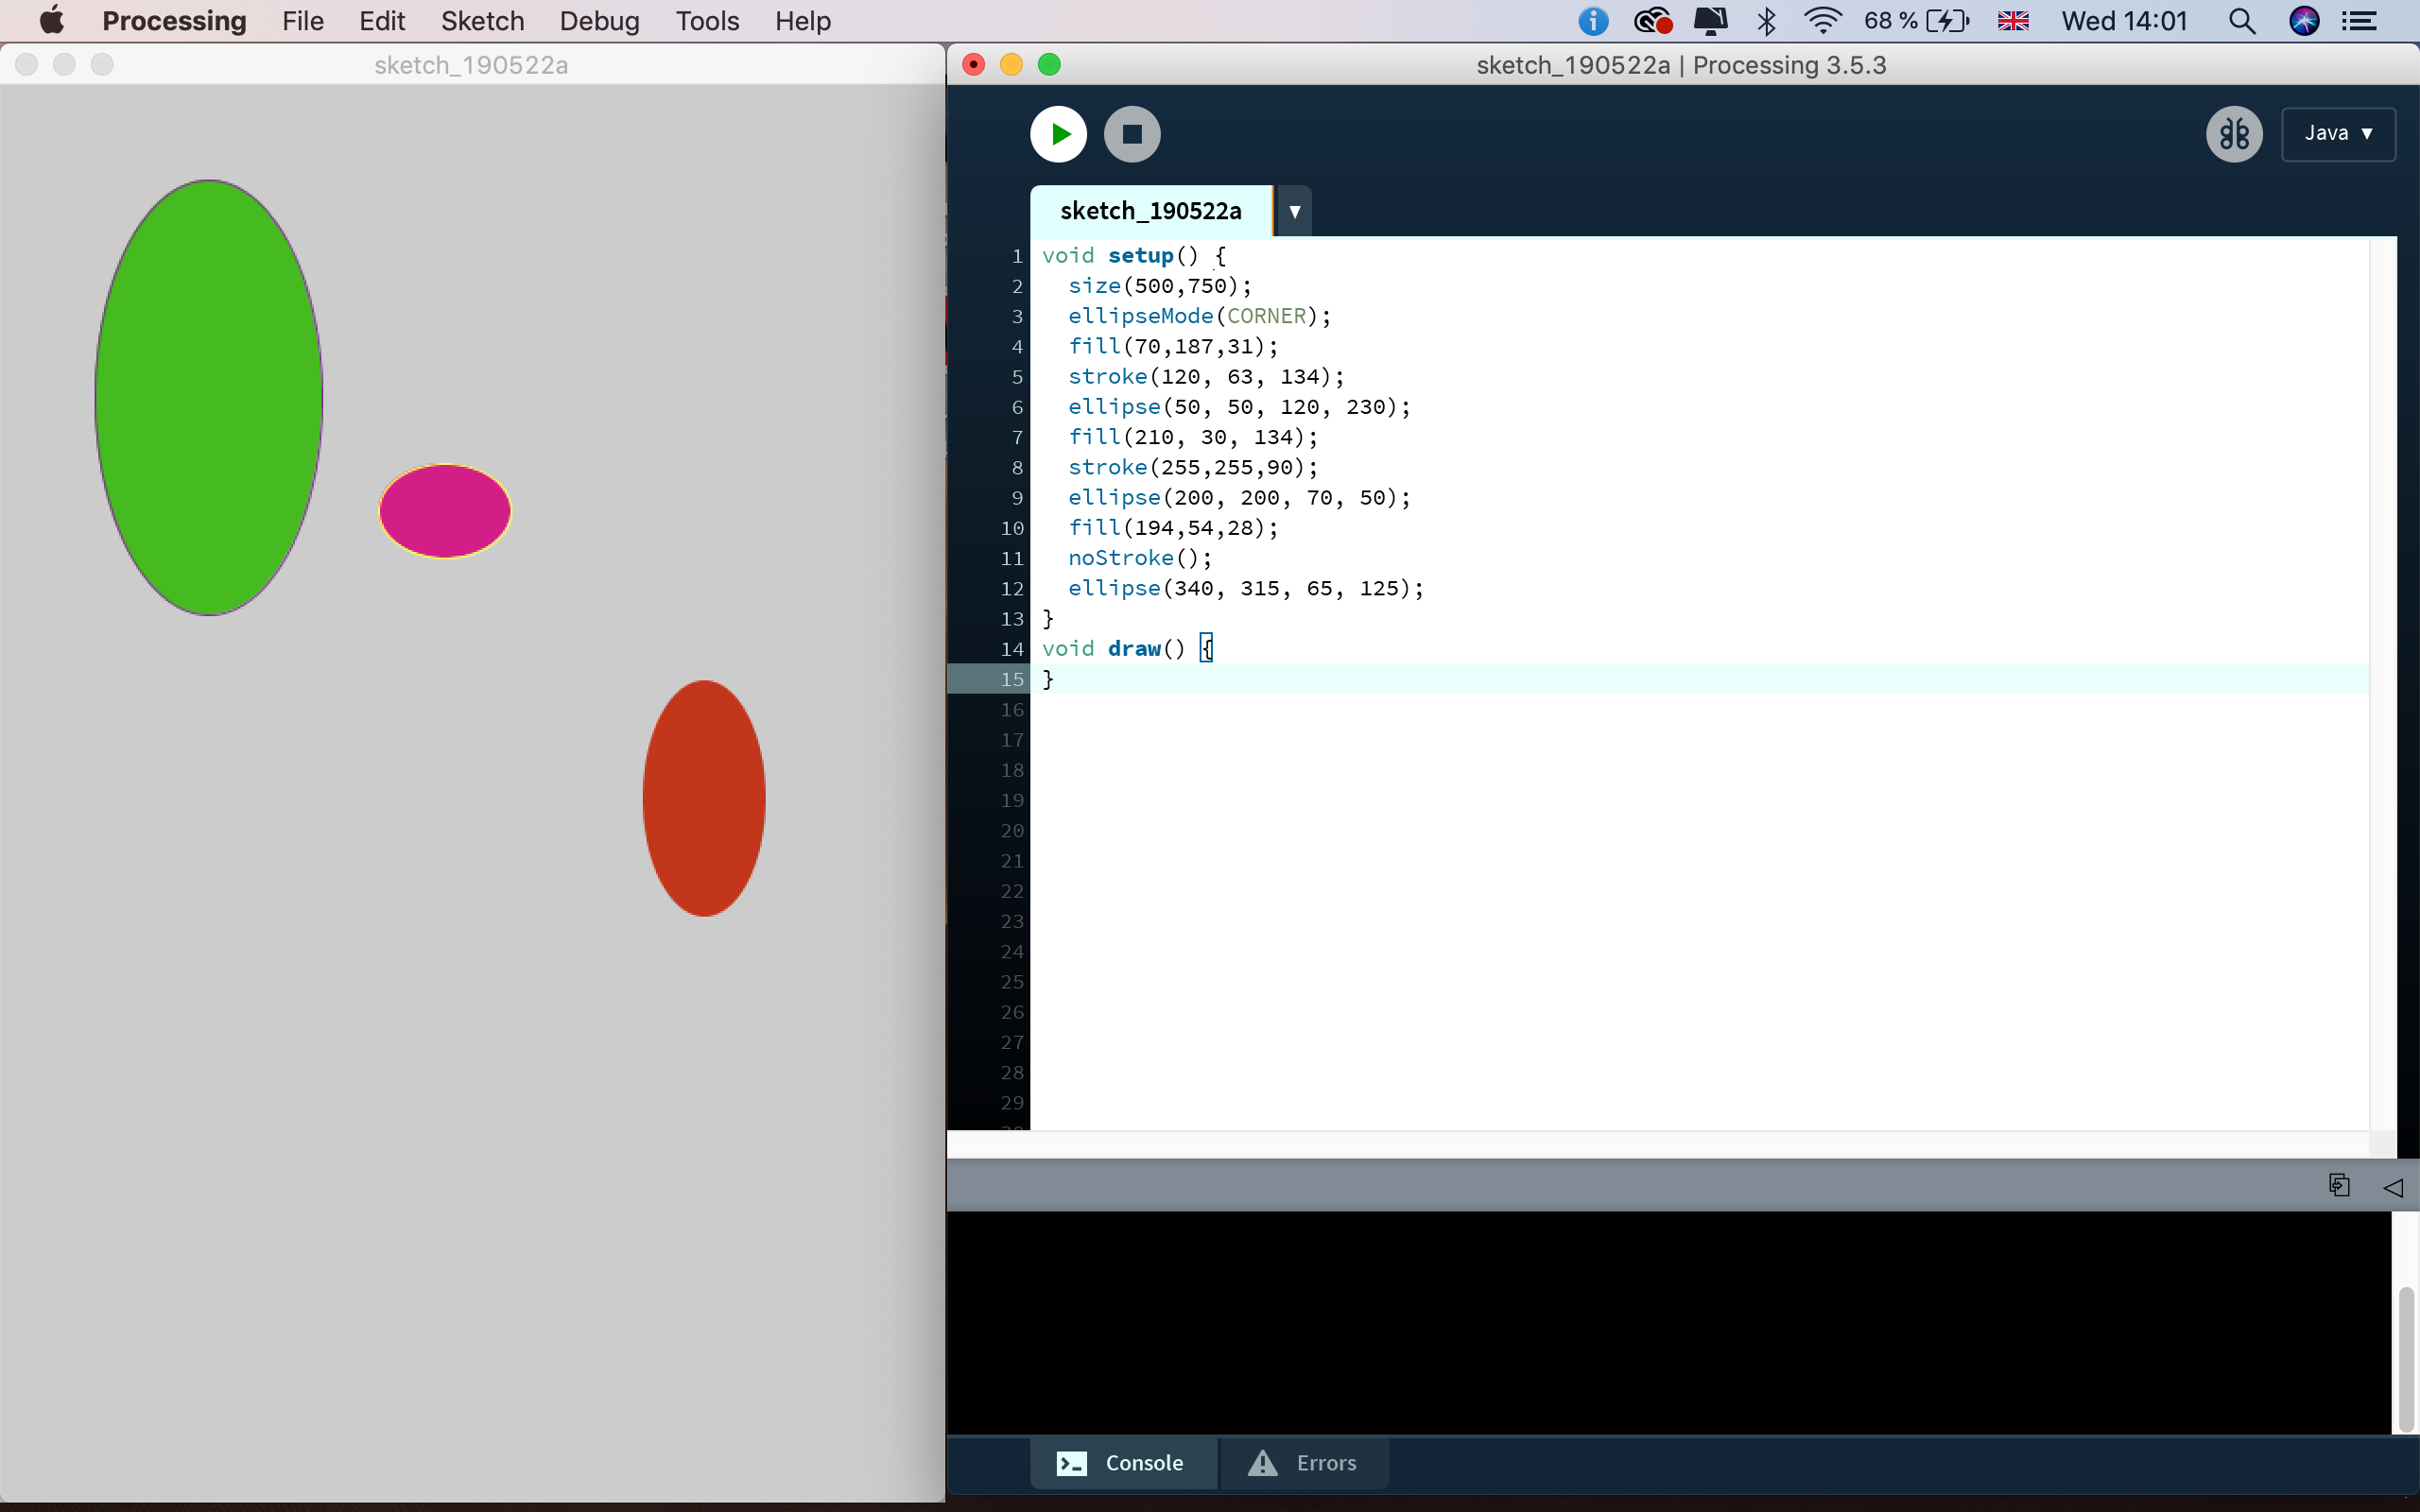 Processing File Edit Sketch Debug Tools Help 68 % Wed 14:01
sketch_190522a
sketch_190522a | Processing 3.5.3
Java ▼
sketch_190522a ▼
1 void setup() {
2 size(500,750);
3 ellipseMode(CORNER);
4 fill(70,187,31);
5 stroke(120, 63, 134);
6 ellipse(50, 50, 120, 230);
7 fill(210, 30, 134);
8 stroke(255,255,90);
9 ellipse(200, 200, 70, 50);
10 fill(194,54,28);
11 noStroke();
12 ellipse(340, 315, 65, 125);
13 }
14 void draw() {
15 }
16
17
18
19
20
21
22
23
24
25
26
27
28
29
Console Errors